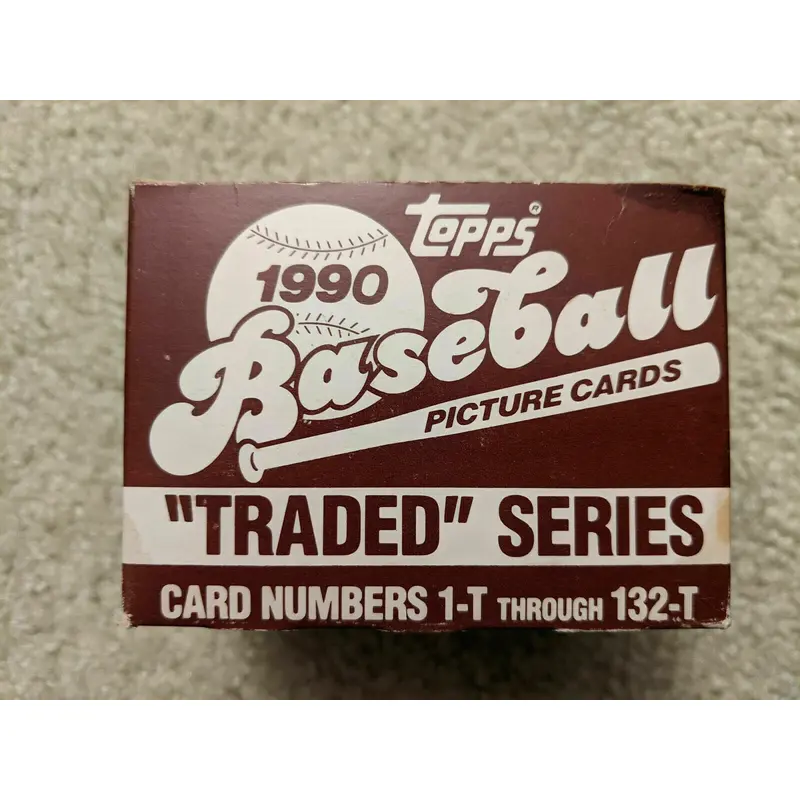 TOPPS®
1990
Baseball
PICTURE CARDS
"TRADED" SERIES
CARD NUMBERS 1-T THROUGH 132-T